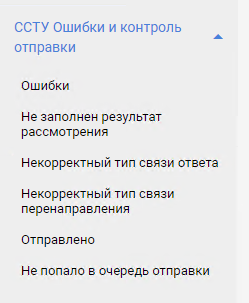 ССТУ Ошибки и контроль
отправки
Ошибки
Не заполнен результат
рассмотрения
Некорректный тип связи ответа
Некорректный тип связи
перенаправления
Отправлено
Не попало в очередь отправки